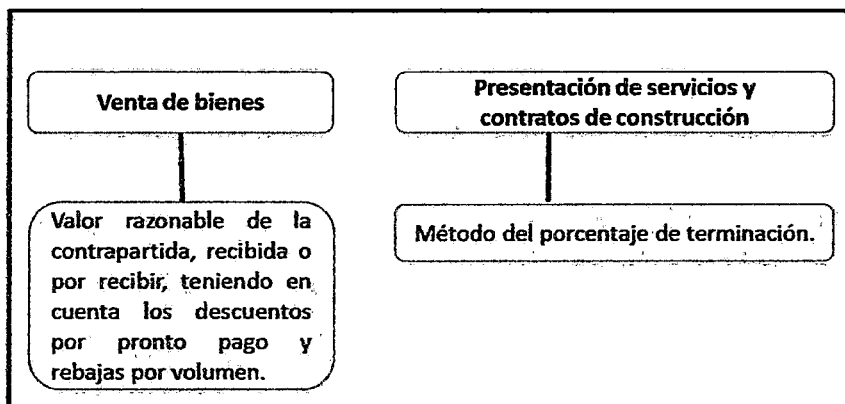 Venta de bienes
Valor razonable de la
contrapartida, recibida o
por recibir, teniendo en
cuenta los descuentos
por pronto pago y
rebajas por volumen.
Presentación de servicios y
contratos de construcción
Método del porcentaje de terminación.